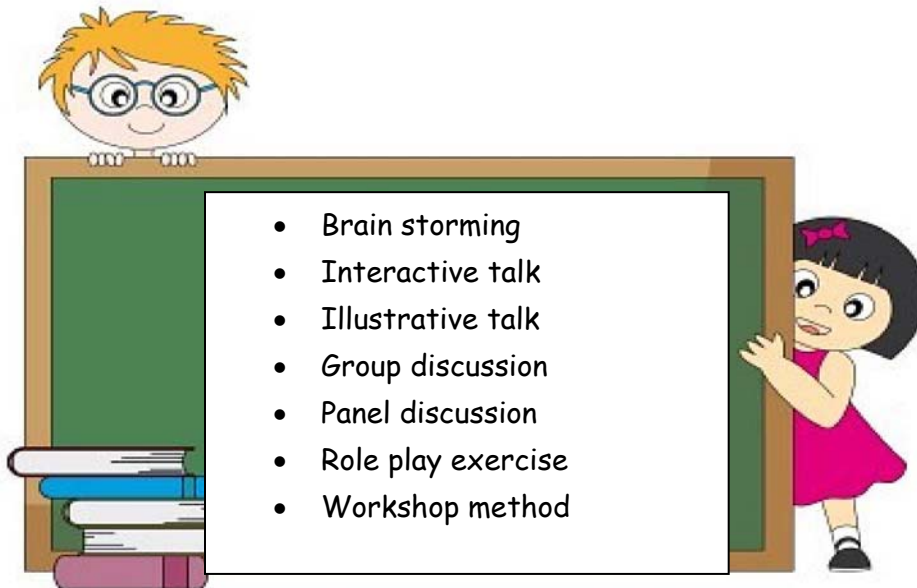 • Brain storming
• Interactive talk
• Illustrative talk
• Group discussion
• Panel discussion
• Role play exercise
• Workshop method